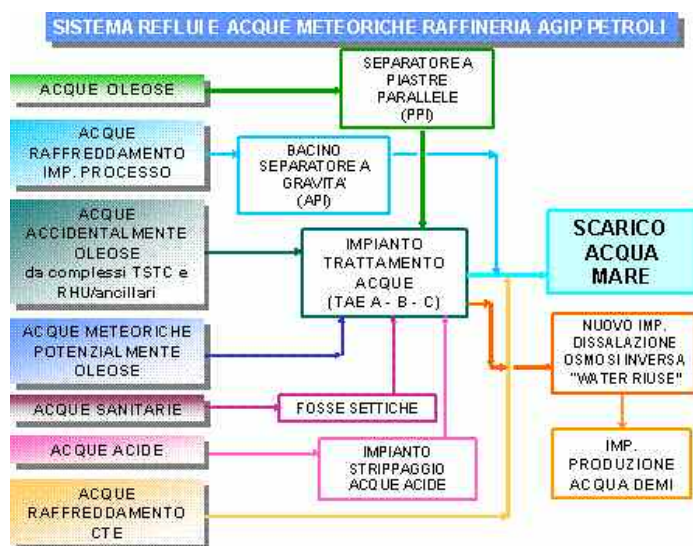 SISTEMA REFLUI E ACQUE METEORICHE RAFFINERIA AGIP PETROLI
ACQUE OLEOSE
SEPARATORE A
PIASTRE
PARALLELE
(PPI)
ACQUE
RAFFREDDAMENTO
IMP. PROCESSO
BACINO
SEPARATORE A
GRAVITA'
(API)
ACQUE
ACCIDENTALMENTE
OLEOSE
da complessi TSTC e
RHU/ancillari
IMPIANTO
TRATTAMENTO
ACQUE
(TAE A - B - C)
SCARICO
ACQUA
MARE
ACQUE METEORICHE
POTENZIALMENTE
OLEOSE
NUOVO IMP.
DISSALAZIONE
OSMOSI INVERSA
"WATER RIUSE"
ACQUE SANITARIE
FOSSE SETTICHE
ACQUE ACIDE
IMPIANTO
STRIPPAGGIO
ACQUE ACIDE
IMP.
PRODUZIONE
ACQUA DEMI
ACQUE
RAFFREDDAMENTO
CTE